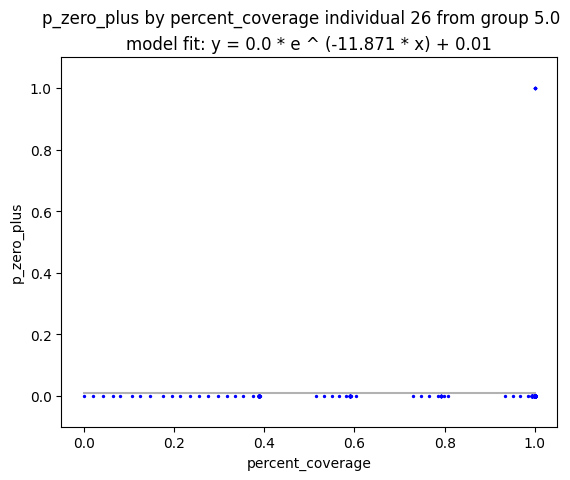 p_zero_plus by percent_coverage individual 26 from group 5.0
model fit: y = 0.0 * e ^ (-11.871 * x) + 0.01
1.0
0.8
0.6
0.4
0.2
0.0
p_zero_plus
0.0 0.2 0.4 0.6 0.8 1.0
percent_coverage